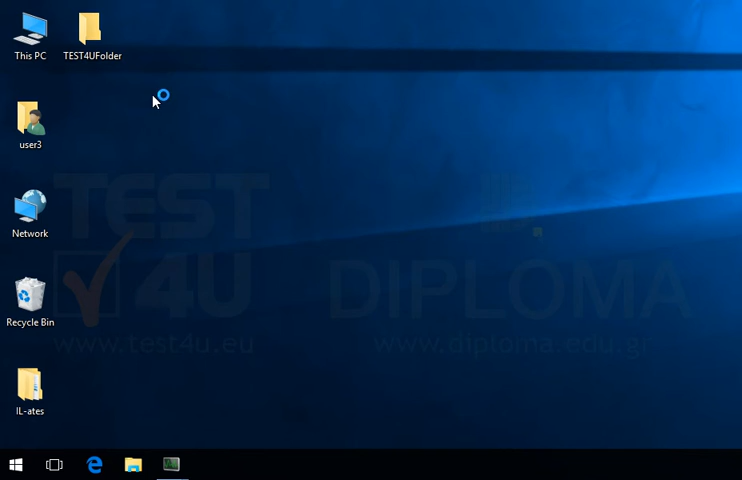 This PC
TEST4UFolder
user3
Network
Recycle Bin
IL-ates
TEST
4U
DIPLOMA
www.test4u.eu
www.diploma.edu.gr